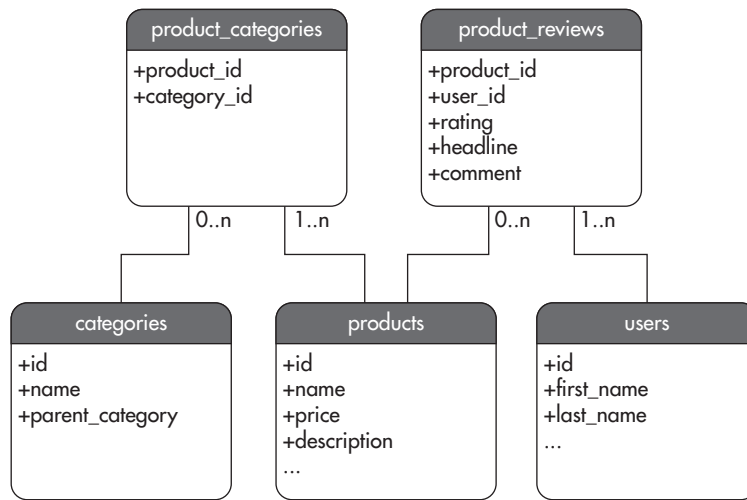 product_categories
+product_id
+category_id
product_reviews
+product_id
+user_id
+rating
+headline
+comment
0..n
1..n
0..n
1..n
categories
+id
+name
+parent_category
products
+id
+name
+price
+description
...
users
+id
+first_name
+last_name
...